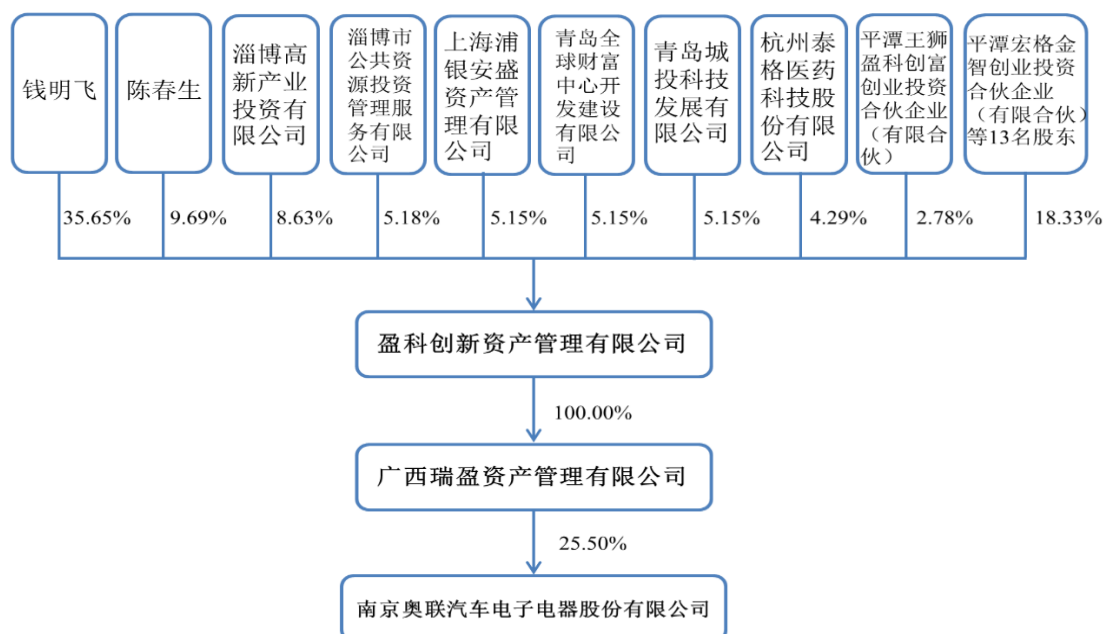 钱明飞
陈春生
淄博高
新产业
投资有
限公司
淄博市
公共资
源投资
管理服
务有限
公司
上海浦
银安盛
资产管
理有限
公司
青岛全
球财富
中心开
发建设
有限公
司
青岛城
投科技
发展有
限公司
杭州泰
格医药
科技股
份有限
公司
平潭王狮
盈科创富
创业投资
合伙企业
（有限合
伙）
平潭宏格金
智创业投资
合伙企业
（有限合伙）
等13名股东
35.65%
9.69%
8.63%
5.18%
5.15%
5.15%
5.15%
4.29%
2.78%
18.33%
盈科创新资产管理有限公司
100.00%
广西瑞盈资产管理有限公司
25.50%
南京奥联汽车电子电器股份有限公司